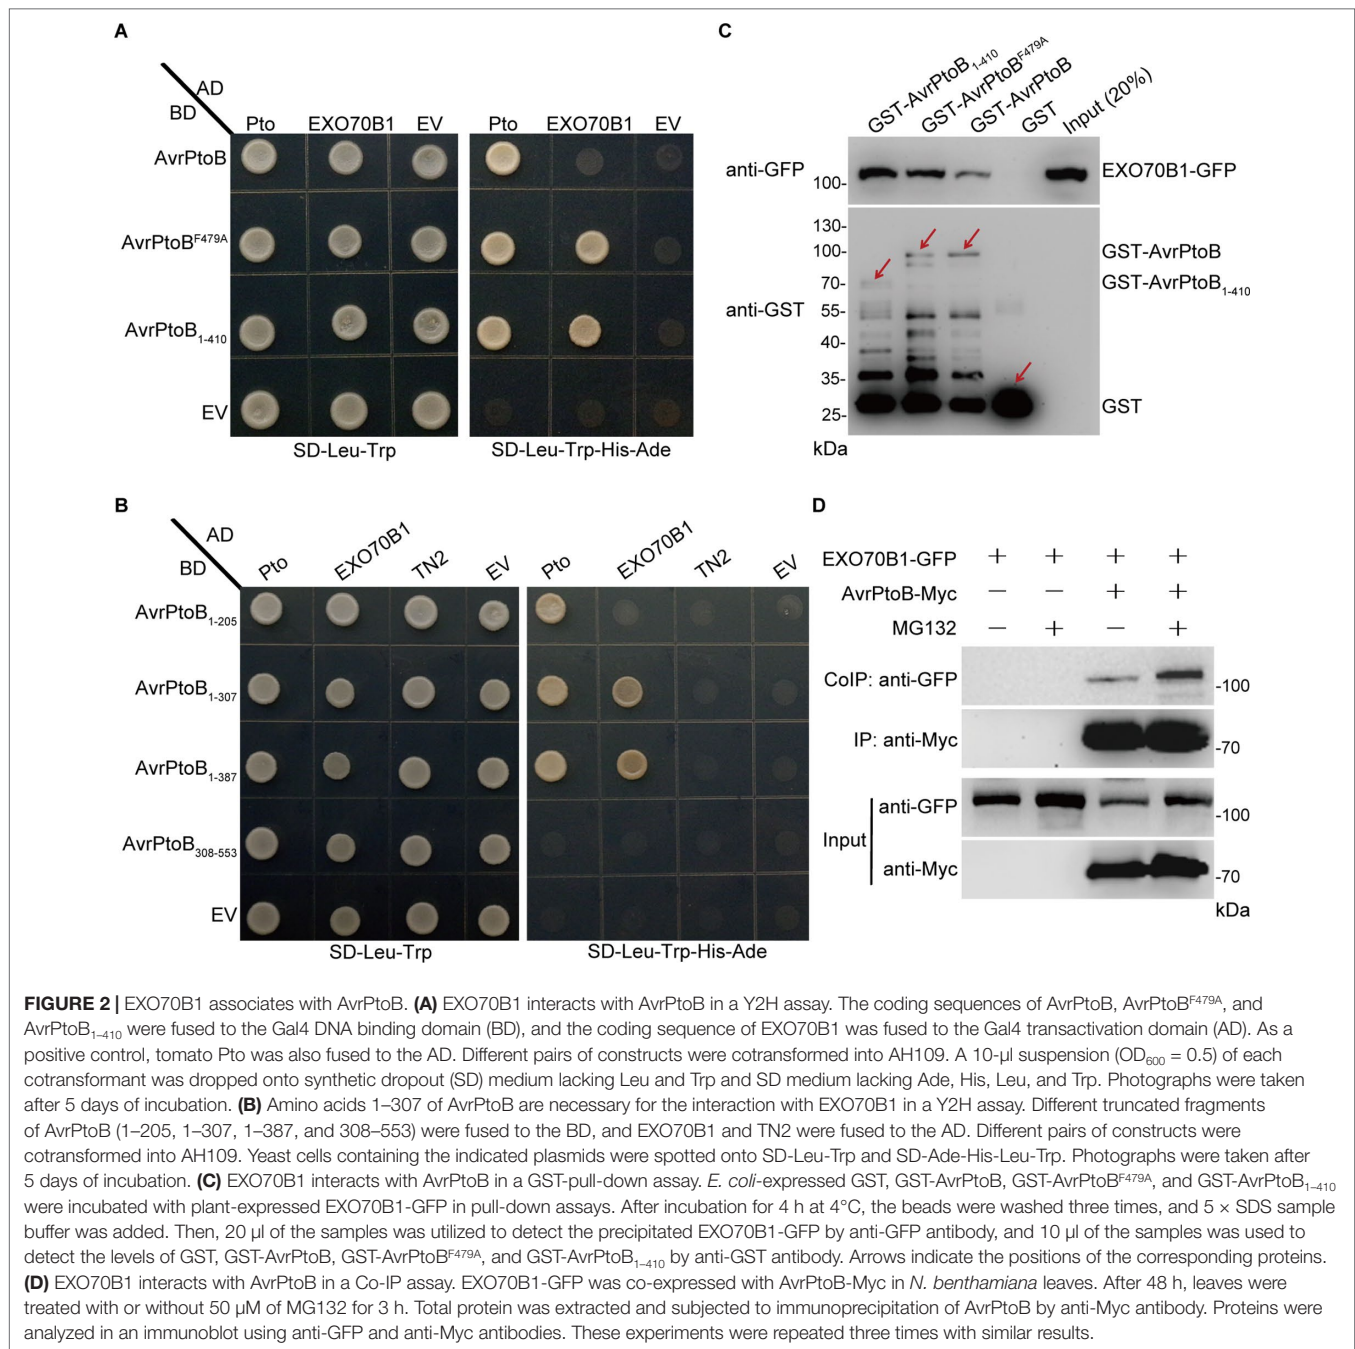 A
AD
BD
Pto EXO70B1 EV
Pto EXO70B1 EV
AvrPtoB
AvrPtoBF479A
AvrPtoB1-410
EV
SD-Leu-Trp
SD-Leu-Trp-His-Ade
C
GST-AvrPtoB1-410
GST-AvrPtoBF479A
GST-AvrPtoB
GST
Input (20%)
anti-GFP
100-
EXO70B1-GFP
130-
100-
70-
55-
40-
35-
25-
kDa
anti-GST
GST-AvrPtoB
GST-AvrPtoB1-410
GST
B
AD
BD
Pto EXO70B1 TN2 EV
Pto EXO70B1 TN2 EV
AvrPtoB1-205
AvrPtoB1-307
AvrPtoB1-387
AvrPtoB308-553
EV
SD-Leu-Trp
SD-Leu-Trp-His-Ade
D
EXO70B1-GFP + + + +
AvrPtoB-Myc — — + +
MG132 — + — +
CoIP: anti-GFP
-100
IP: anti-Myc
-70
Input
anti-GFP
-100
anti-Myc
-70
kDa
FIGURE 2 | EXO70B1 associates with AvrPtoB. (A) EXO70B1 interacts with AvrPtoB in a Y2H assay. The coding sequences of AvrPtoB, AvrPtoBF479A, and
AvrPtoB1–410 were fused to the Gal4 DNA binding domain (BD), and the coding sequence of EXO70B1 was fused to the Gal4 transactivation domain (AD). As a
positive control, tomato Pto was also fused to the AD. Different pairs of constructs were cotransformed into AH109. A 10-µl suspension (OD600 = 0.5) of each
cotransformant was dropped onto synthetic dropout (SD) medium lacking Leu and Trp and SD medium lacking Ade, His, Leu, and Trp. Photographs were taken
after 5 days of incubation. (B) Amino acids 1–307 of AvrPtoB are necessary for the interaction with EXO70B1 in a Y2H assay. Different truncated fragments
of AvrPtoB (1–205, 1–307, 1–387, and 308–553) were fused to the BD, and EXO70B1 and TN2 were fused to the AD. Different pairs of constructs were
cotransformed into AH109. Yeast cells containing the indicated plasmids were spotted onto SD-Leu-Trp and SD-Ade-His-Leu-Trp. Photographs were taken after
5 days of incubation. (C) EXO70B1 interacts with AvrPtoB in a GST-pull-down assay. E. coli-expressed GST, GST-AvrPtoB, GST-AvrPtoBF479A, and GST-AvrPtoB1–410
were incubated with plant-expressed EXO70B1-GFP in pull-down assays. After incubation for 4 h at 4°C, the beads were washed three times, and 5 × SDS sample
buffer was added. Then, 20 µl of the samples was utilized to detect the precipitated EXO70B1-GFP by anti-GFP antibody, and 10 µl of the samples was used to
detect the levels of GST, GST-AvrPtoB, GST-AvrPtoBF479A, and GST-AvrPtoB1–410 by anti-GST antibody. Arrows indicate the positions of the corresponding proteins.
(D) EXO70B1 interacts with AvrPtoB in a Co-IP assay. EXO70B1-GFP was co-expressed with AvrPtoB-Myc in N. benthamiana leaves. After 48 h, leaves were
treated with or without 50 µM of MG132 for 3 h. Total protein was extracted and subjected to immunoprecipitation of AvrPtoB by anti-Myc antibody. Proteins were
analyzed in an immunoblot using anti-GFP and anti-Myc antibodies. These experiments were repeated three times with similar results.